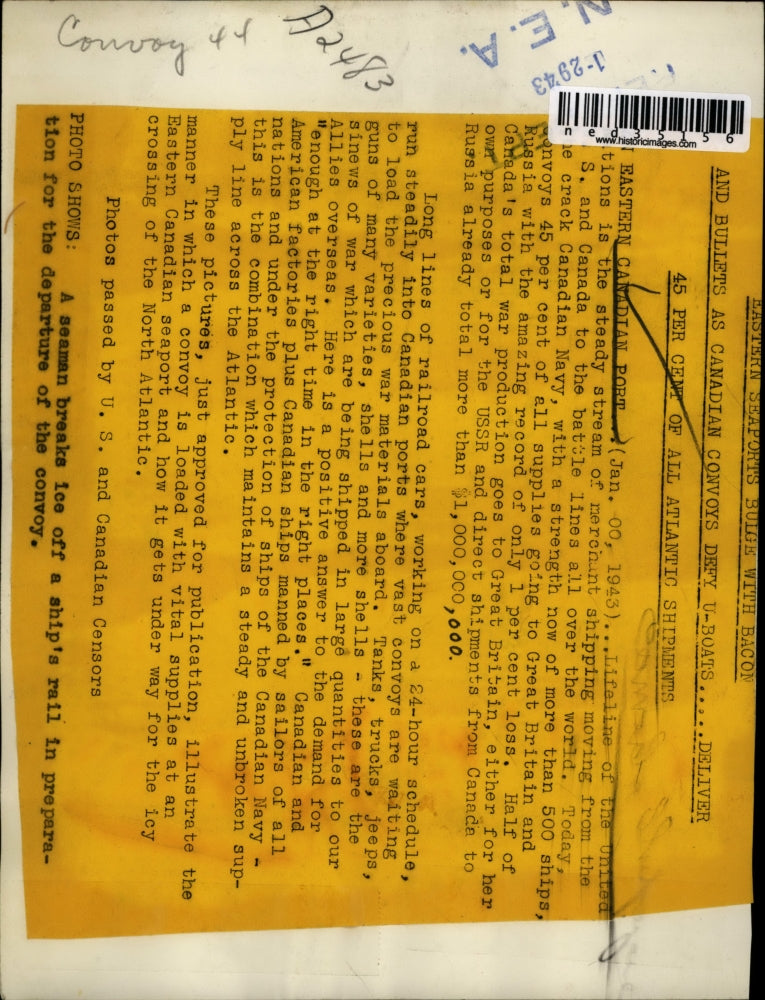 Convoy 44
A2483
N.E.A.
1-2943
ned35156
www.historicimages.com
EASTERN SEAPORTS BULGE WITH BACON
AND BULLETS AS CANADIAN CONVOYS DEFY U-BOATS.....DELIVER
45 PER CENT OF ALL ATLANTIC SHIPMENTS
EASTERN CANADIAN PORT..(Jan. 00, 1943)...Lifeline of the United
tions is the steady stream of merchant shipping moving from the
S. and Canada to the battle lines all over the world. Today,
e crack Canadian Navy, with a strength now of more than 500 ships,
nvoys 45 per cent of all supplies going to Great Britain and
Russia with the amazing record of only 1 per cent loss. Half of
Canada's total war production goes to Great Britain, either for her
own purposes or for the USSR and direct shipments from Canada to
Russia already total more than $1,000,000,000.
Long lines of railroad cars, working on a 24-hour schedule,
run steadily into Canadian ports where vast convoys are waiting
to load the precious war materials aboard. Tanks, trucks, jeeps,
guns of many varieties, shells and more shells - these are the
sinews of war which are being shipped in large quantities to our
Allies overseas. Here is a positive answer to the demand for
"enough at the right time in the right places." Canadian and
American factories plus Canadian ships manned by sailors of all
nations and under the protection of ships of the Canadian Navy -
this is the combination which maintains a steady and unbroken sup-
ply line across the Atlantic.
These pictures, just approved for publication, illustrate the
manner in which a convoy is loaded with vital supplies at an
Eastern Canadian seaport and how it gets under way for the icy
crossing of the North Atlantic.
Photos passed by U. S. and Canadian Censors
PHOTO SHOWS: A seaman breaks ice off a ship's rail in prepara-
tion for the departure of the convoy.